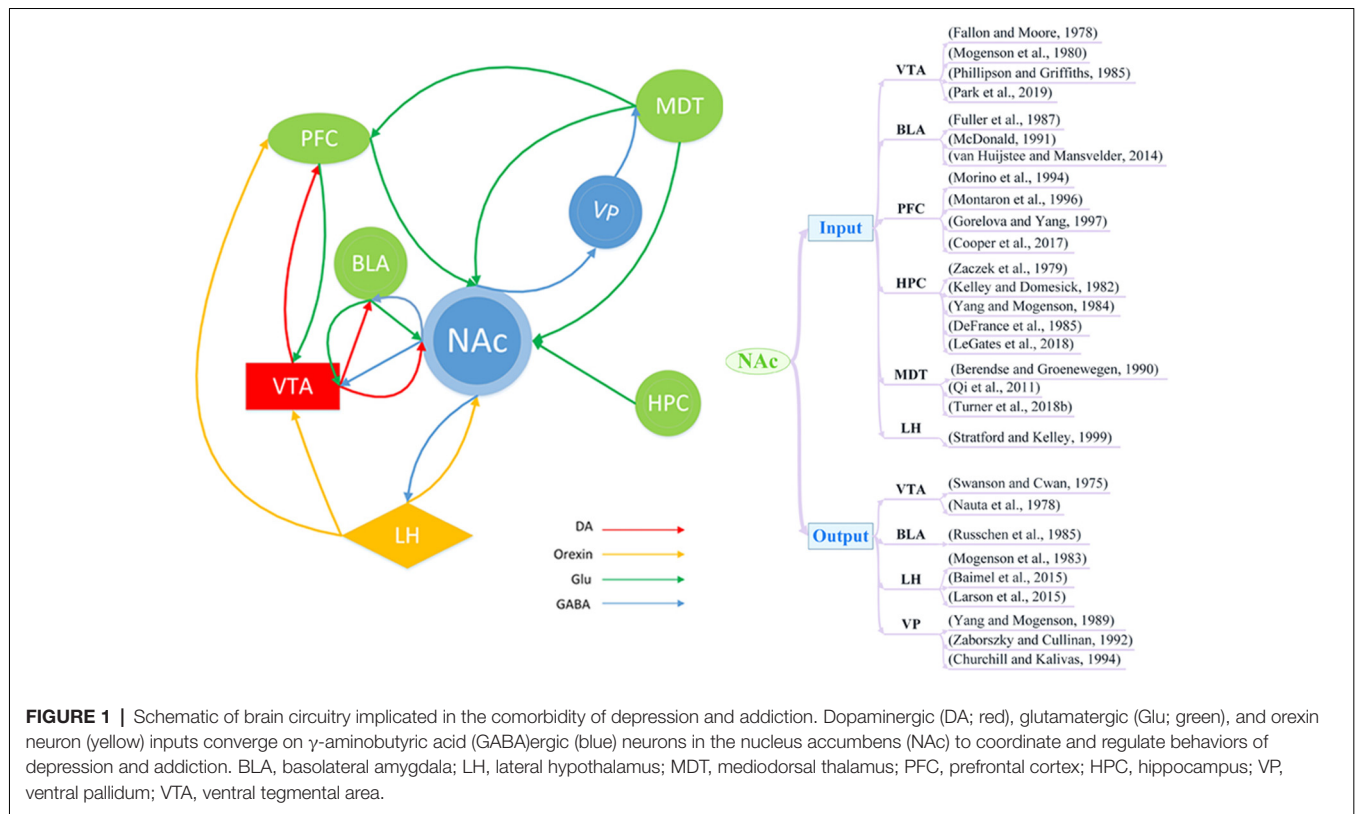 PFC
MDT
VP
BLA
NAc
VTA
HPC
LH
DA
Orexin
Glu
GABA
NAc
Input
VTA
(Fallon and Moore, 1978)
(Mogenson et al., 1980)
(Phillipson and Griffiths, 1985)
(Park et al., 2019)
BLA
(Fuller et al., 1987)
(McDonald, 1991)
(van Huijstee and Mansvelder, 2014)
PFC
(Morino et al., 1994)
(Montaron et al., 1996)
(Gorelova and Yang, 1997)
(Cooper et al., 2017)
HPC
(Zaczek et al., 1979)
(Kelley and Domesick, 1982)
(Yang and Mogenson, 1984)
(DeFrance et al., 1985)
(LeGates et al., 2018)
MDT
(Berendse and Groenewegen, 1990)
(Qi et al., 2011)
(Turner et al., 2018b)
LH
(Stratford and Kelley, 1999)
Output
VTA
(Swanson and Cwan, 1975)
(Nauta et al., 1978)
BLA
(Russchen et al., 1985)
LH
(Mogenson et al., 1983)
(Baimel et al., 2015)
(Larson et al., 2015)
VP
(Yang and Mogenson, 1989)
(Zaborszky and Cullinan, 1992)
(Churchill and Kalivas, 1994)
FIGURE 1 | Schematic of brain circuitry implicated in the comorbidity of depression and addiction. Dopaminergic (DA; red), glutamatergic (Glu; green), and orexin
neuron (yellow) inputs converge on γ-aminobutyric acid (GABA)ergic (blue) neurons in the nucleus accumbens (NAc) to coordinate and regulate behaviors of
depression and addiction. BLA, basolateral amygdala; LH, lateral hypothalamus; MDT, mediodorsal thalamus; PFC, prefrontal cortex; HPC, hippocampus; VP,
ventral pallidum; VTA, ventral tegmental area.